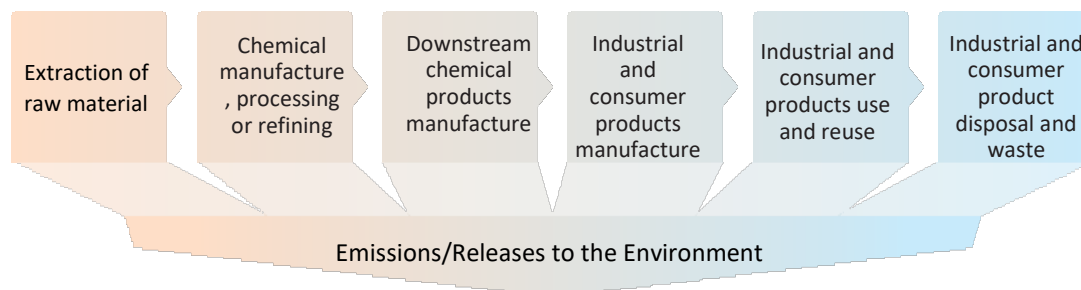 Extraction of
raw material
Chemical
manufacture
, processing
or refining
Downstream
chemical
products
manufacture
Industrial
and
consumer
products
manufacture
Industrial and
consumer
products use
and reuse
Industrial and
consumer
product
disposal and
waste
Emissions/Releases to the Environment